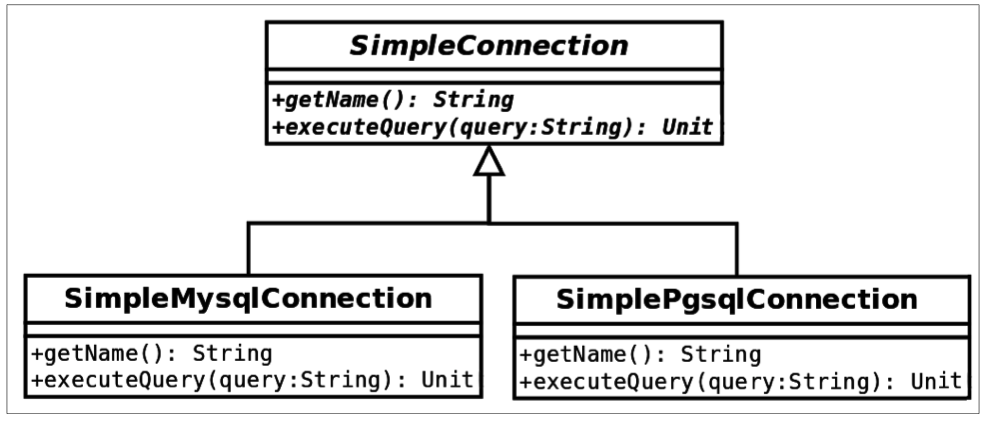 SimpleConnection
+getName(): String
+executeQuery(query:String): Unit
SimpleMysqlConnection
+getName(): String
+executeQuery(query:String): Unit
SimplePgsqlConnection
+getName(): String
+executeQuery(query:String): Unit